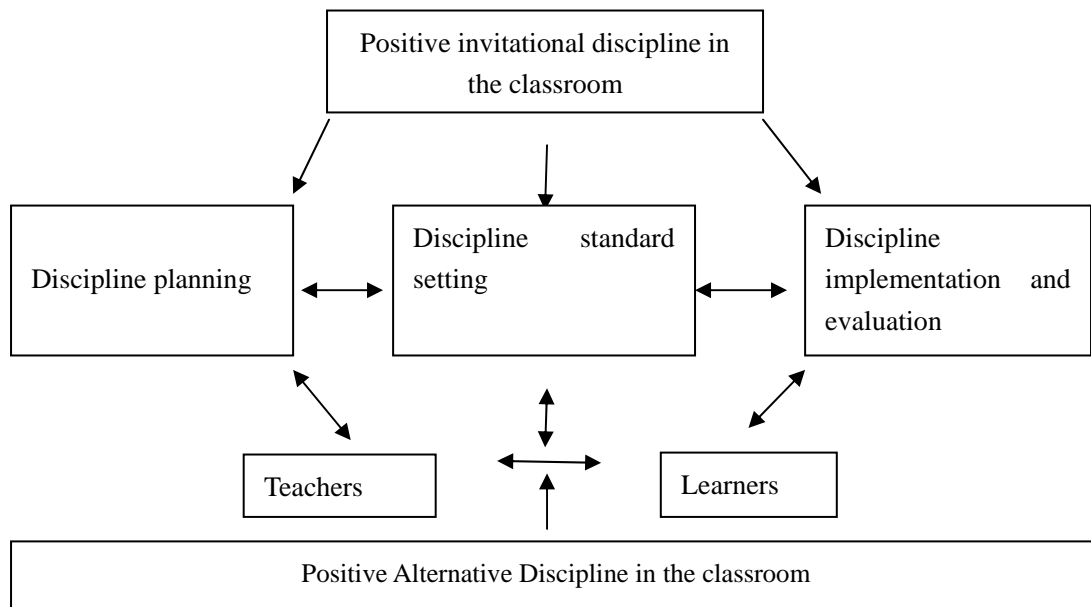 Positive invitational discipline in
the classroom
Discipline planning
Discipline standard
setting
Discipline
implementation and
evaluation
Teachers
Learners
Positive Alternative Discipline in the classroom